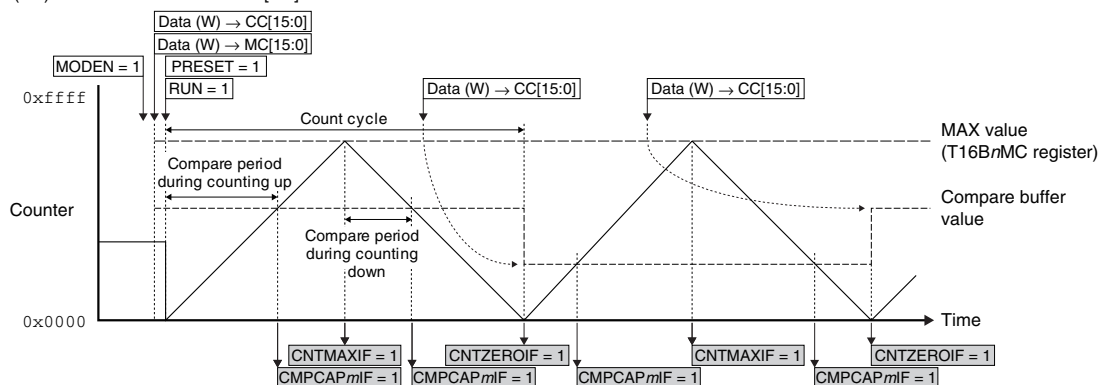 Data (W) → CC[15:0]
Data (W) → MC[15:0]
MODEN = 1
PRESET = 1
RUN = 1
Data (W) → CC[15:0]
Data (W) → CC[15:0]
0xffff
Count cycle
MAX value
(T16BnMC register)
Compare period
during counting up
Compare buffer
value
Counter
Compare period
during counting
down
0x0000
Time
CNTMAXIF = 1
CNTZEROIF = 1
CNTMAXIF = 1
CNTZEROIF = 1
CMPCAPmIF = 1
CMPCAPmIF = 1
CMPCAPmIF = 1
CMPCAPmIF = 1